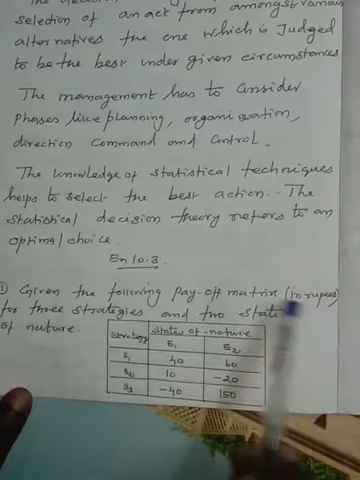 selection of an act from amongst various
alternatives the one which is Judged
to be the best under given circumstances
The management has to consider
phases like planning, organisation,
direction command and control.
The knowledge of statistical techniques
helps to select the best action. The
statistical decision theory refers to an
optimal choice.
En 10.3
① Given the following pay-off matrix (in rupees)
for three strategies and two states
of nature.
Strategy States of nature
E₁ E₂
S₁ 40 60
S₂ 10 -20
S₃ -40 150